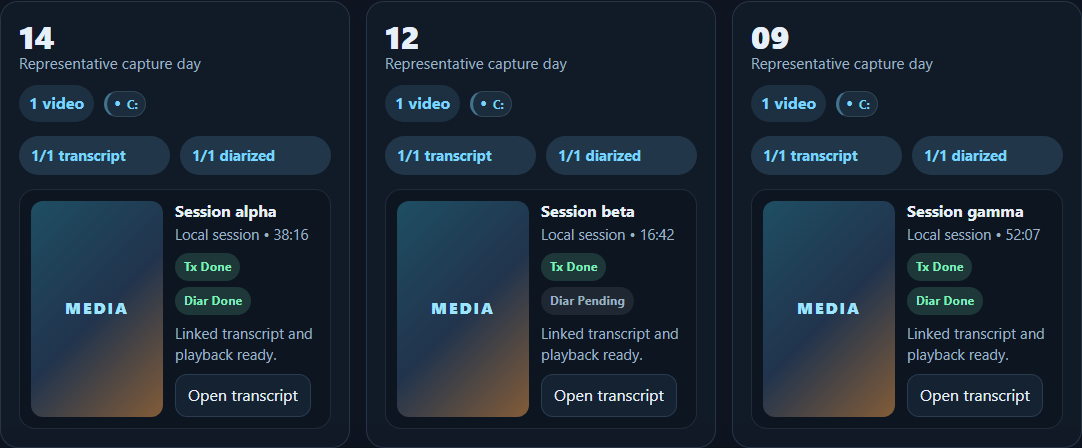 14
Representative capture day
1 video
• C:
1/1 transcript
1/1 diarized
MEDIA
Session alpha
Local session • 38:16
Tx Done
Diar Done
Linked transcript and
playback ready.
Open transcript
12
Representative capture day
1 video
• C:
1/1 transcript
1/1 diarized
MEDIA
Session beta
Local session • 16:42
Tx Done
Diar Pending
Linked transcript and
playback ready.
Open transcript
09
Representative capture day
1 video
• C:
1/1 transcript
1/1 diarized
MEDIA
Session gamma
Local session • 52:07
Tx Done
Diar Done
Linked transcript and
playback ready.
Open transcript